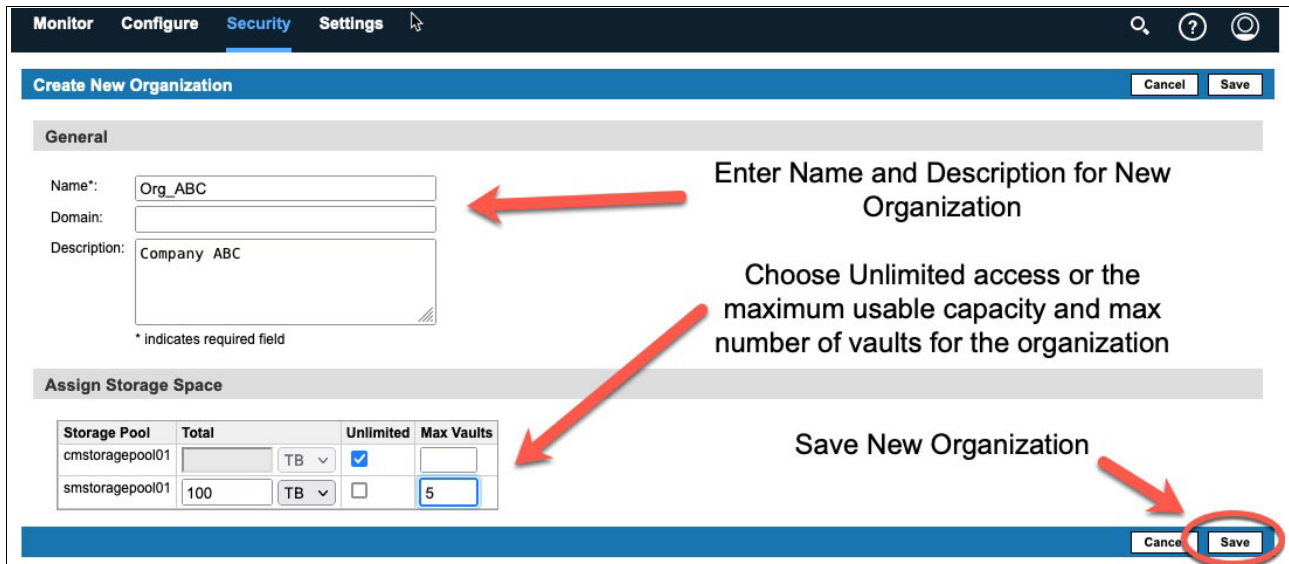 Monitor Configure Security Settings ?
Create New Organization Cancel Save
General
Name*: Org_ABC
Domain:
Description: Company ABC
* indicates required field
Enter Name and Description for New
Organization
Choose Unlimited access or the
maximum usable capacity and max
number of vaults for the organization
Assign Storage Space
Storage Pool Total Unlimited Max Vaults
cmstoragepool01 TB
smstoragepool01 100 TB 5
Save New Organization
Cancel Save